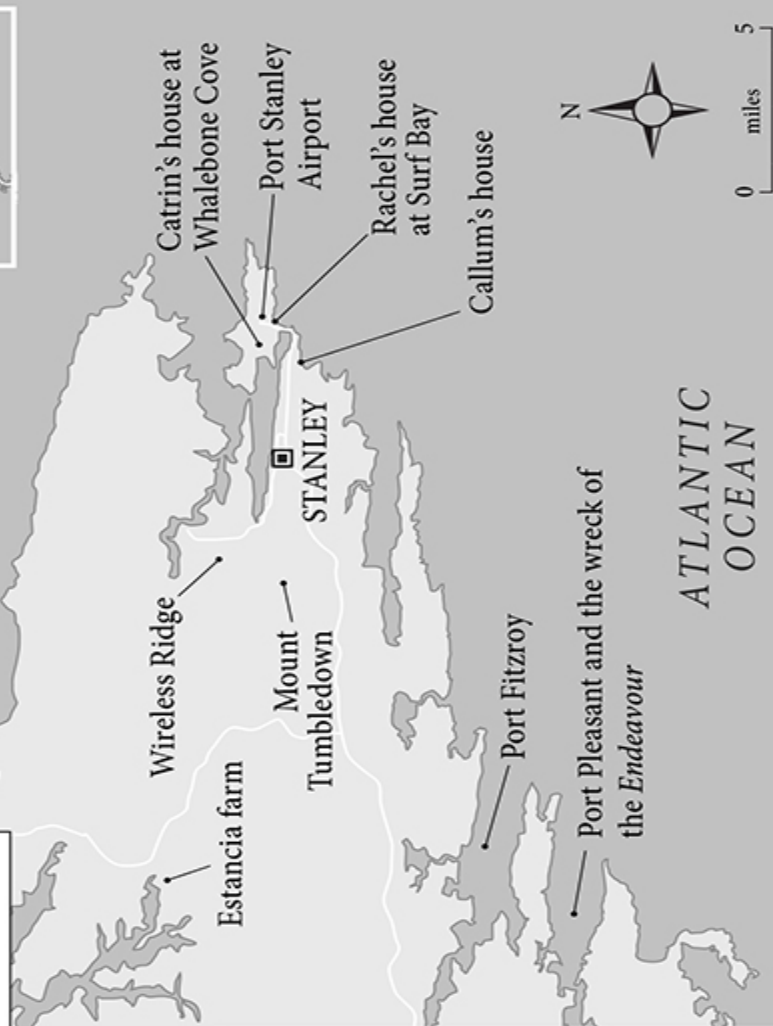 Catrin's house at
Whalebone Cove
Port Stanley
Airport
Rachel's house
at Surf Bay
Callum's house
N
0
5
miles
STANLEY
Wireless Ridge
Mount
Tumbledown
Estancia farm
Port Fitzroy
Port Pleasant and the wreck of
the Endeavour
ATLANTIC
OCEAN